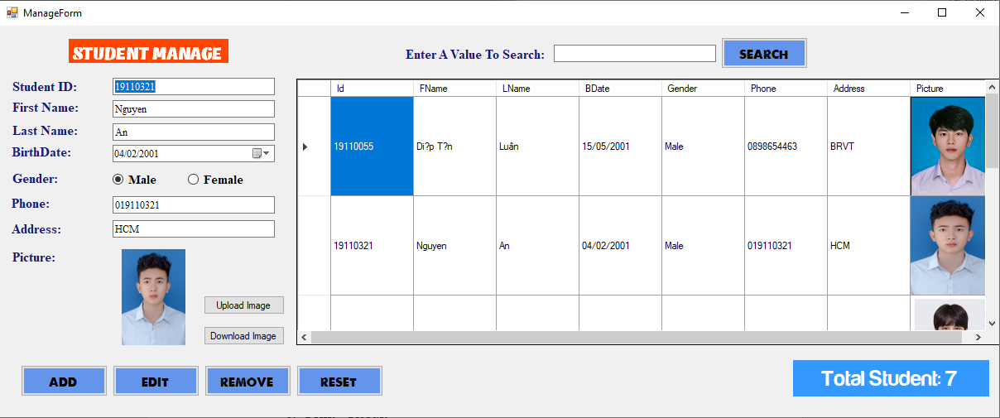 ManageForm
STUDENT MANAGE
Enter A Value To Search:
SEARCH
Student ID: 19110321
First Name: Nguyen
Last Name: An
BirthDate: 04/02/2001
Gender: Male Female
Phone: 019110321
Address: HCM
Picture:
Upload Image
Download Image
Id FName LName BDate Gender Phone Address Picture
19110055 Di?p T?n Luân 15/05/2001 Male 0898654463 BRVT
19110321 Nguyen An 04/02/2001 Male 019110321 HCM
ADD EDIT REMOVE RESET
Total Student: 7